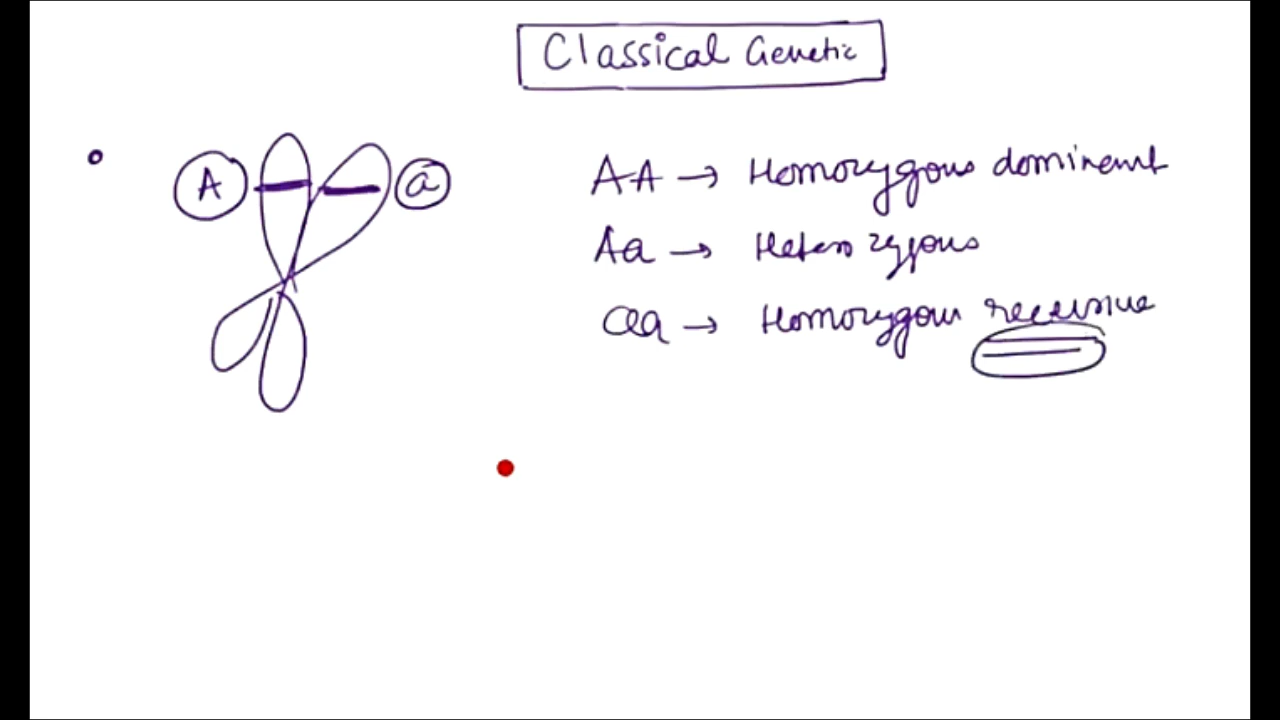 Classical Genetic
A a
AA → Homozygous dominant
Aa → Heterozygous
aa → Homozygous recessive